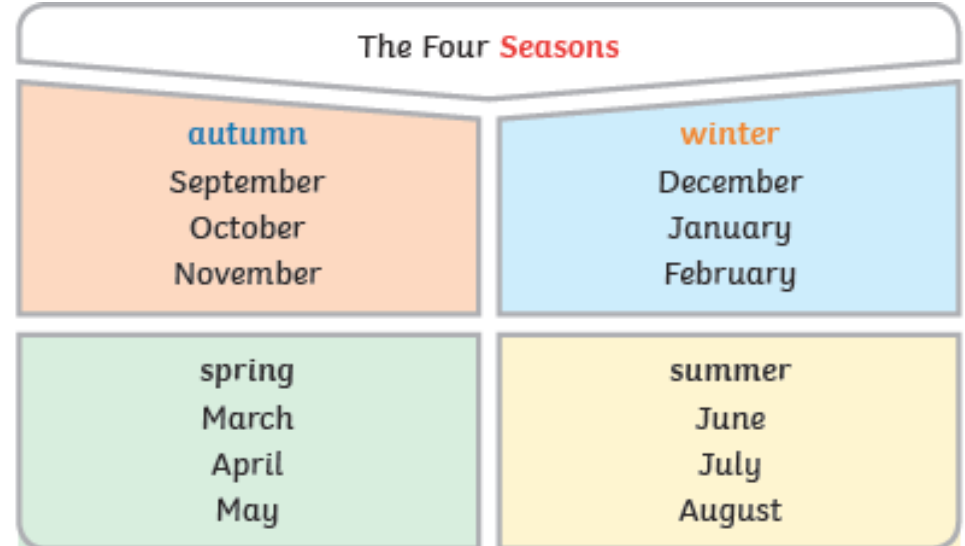 The Four Seasons
autumn
September
October
November
winter
December
January
February
spring
March
April
May
summer
June
July
August